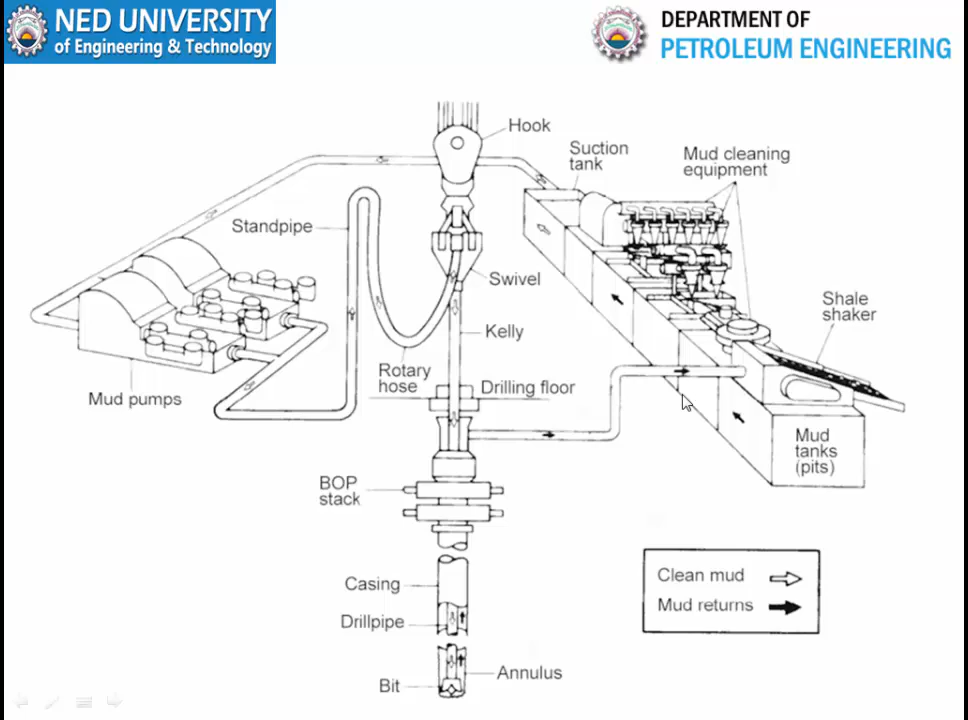 NED UNIVERSITY
of Engineering & Technology
DEPARTMENT OF
PETROLEUM ENGINEERING
Hook
Suction
tank
Mud cleaning
equipment
Standpipe
Swivel
Shale
shaker
Kelly
Rotary
hose
Drilling floor
Mud pumps
Mud
tanks
(pits)
BOP
stack
Casing
Clean mud
Mud returns
Drillpipe
Annulus
Bit